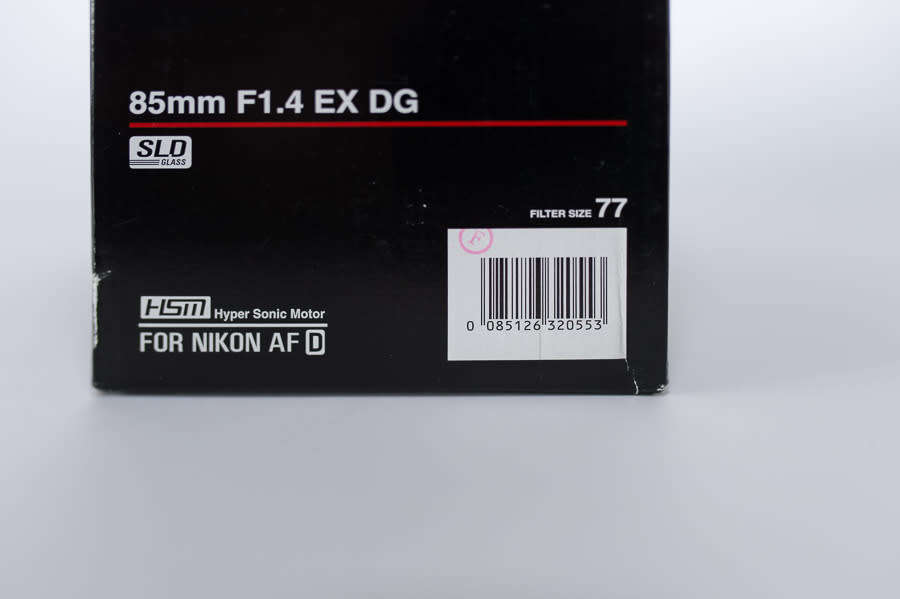 85mm F1.4 EX DG
SLD
GLASS
FILTER SIZE 77
F
0 085126 320553
HSM Hyper Sonic Motor
FOR NIKON AF D